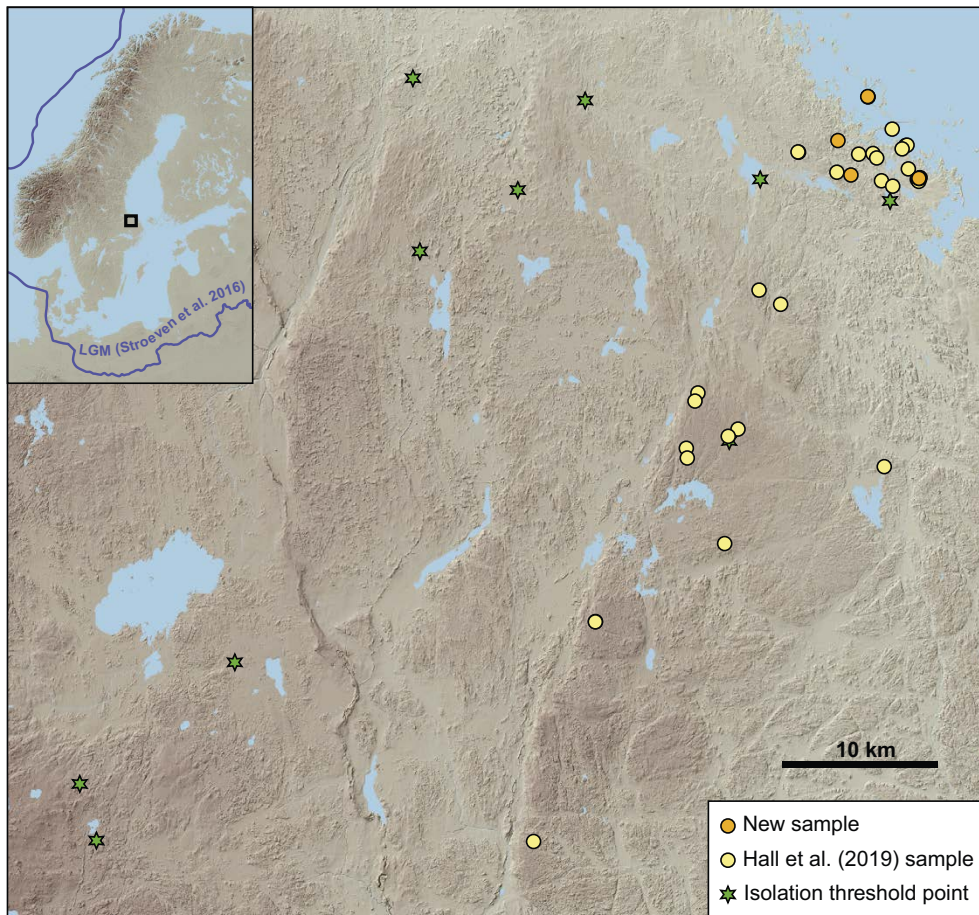 LGM (Stroeven et al. 2016)
10 km
New sample
Hall et al. (2019) sample
Isolation threshold point